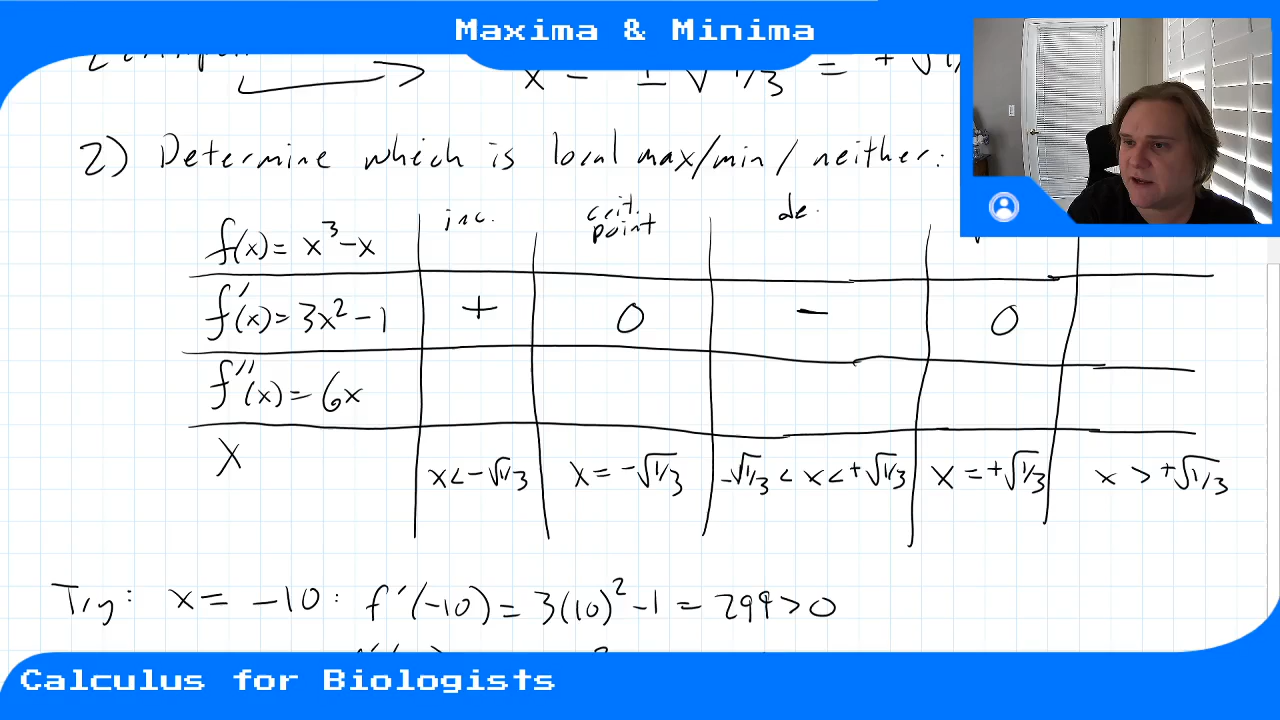 Maxima & Minima
x = ± √1/3 = + √1/
2) Determine which is local max/min/neither:
inc. crit. point de.
f(x) = x³-x
f'(x) = 3x²-1 + 0 - 0
f''(x) = 6x
X x<-√1/3 x=-√1/3 -√1/3 < x < +√1/3 x=+√1/3 x > +√1/3
Try: x = -10: f'(-10) = 3(10)²-1 = 299>0
Calculus for Biologists